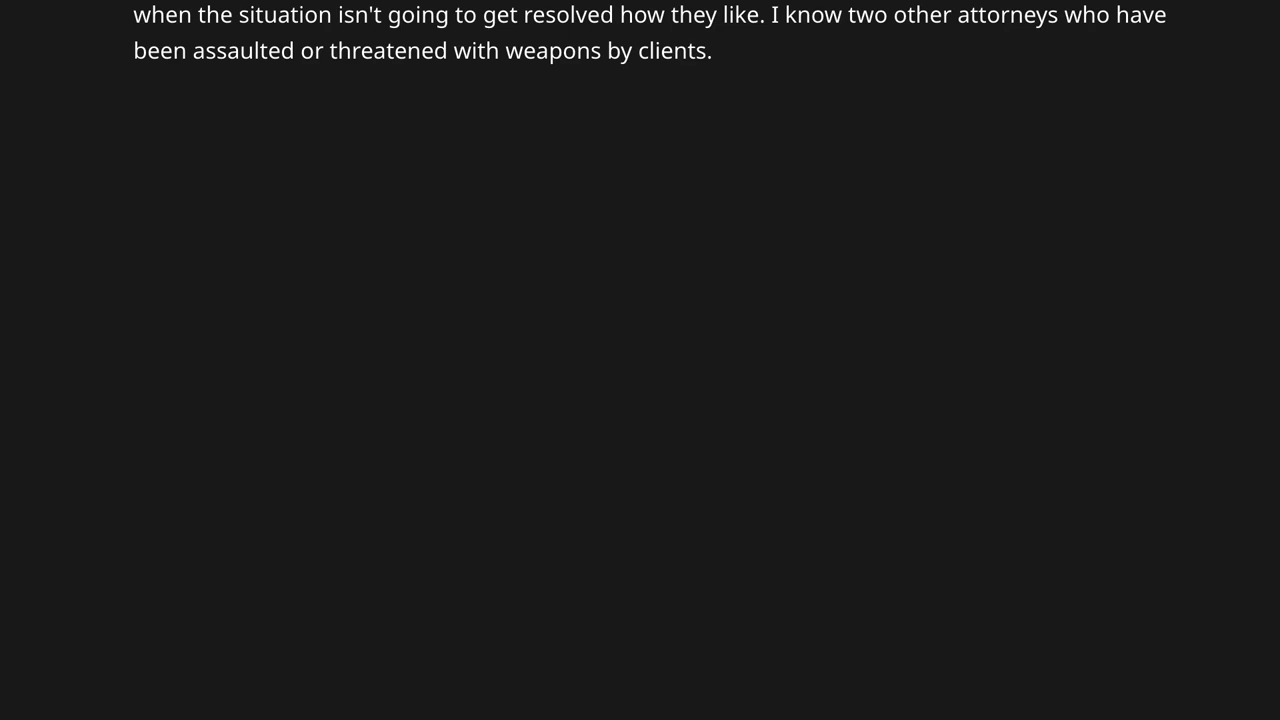 when the situation isn't going to get resolved how they like. I know two other attorneys who have
been assaulted or threatened with weapons by clients.